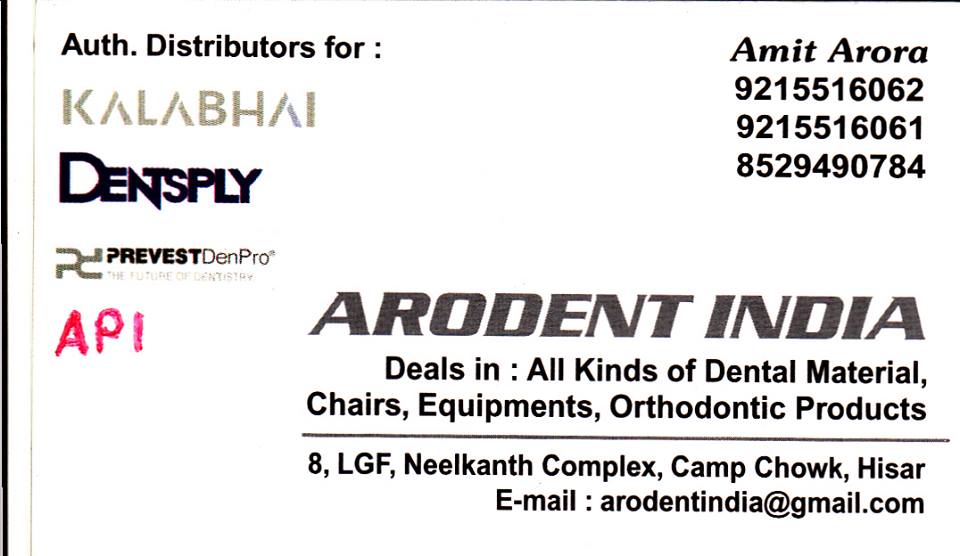 Auth. Distributors for :
KALABHAI
DENTSPLY
PREVESTDenPro®
THE FUTURE OF DENTISTRY
API
Amit Arora
9215516062
9215516061
8529490784
ARODENT INDIA
Deals in : All Kinds of Dental Material,
Chairs, Equipments, Orthodontic Products
8, LGF, Neelkanth Complex, Camp Chowk, Hisar
E-mail : arodentindia@gmail.com